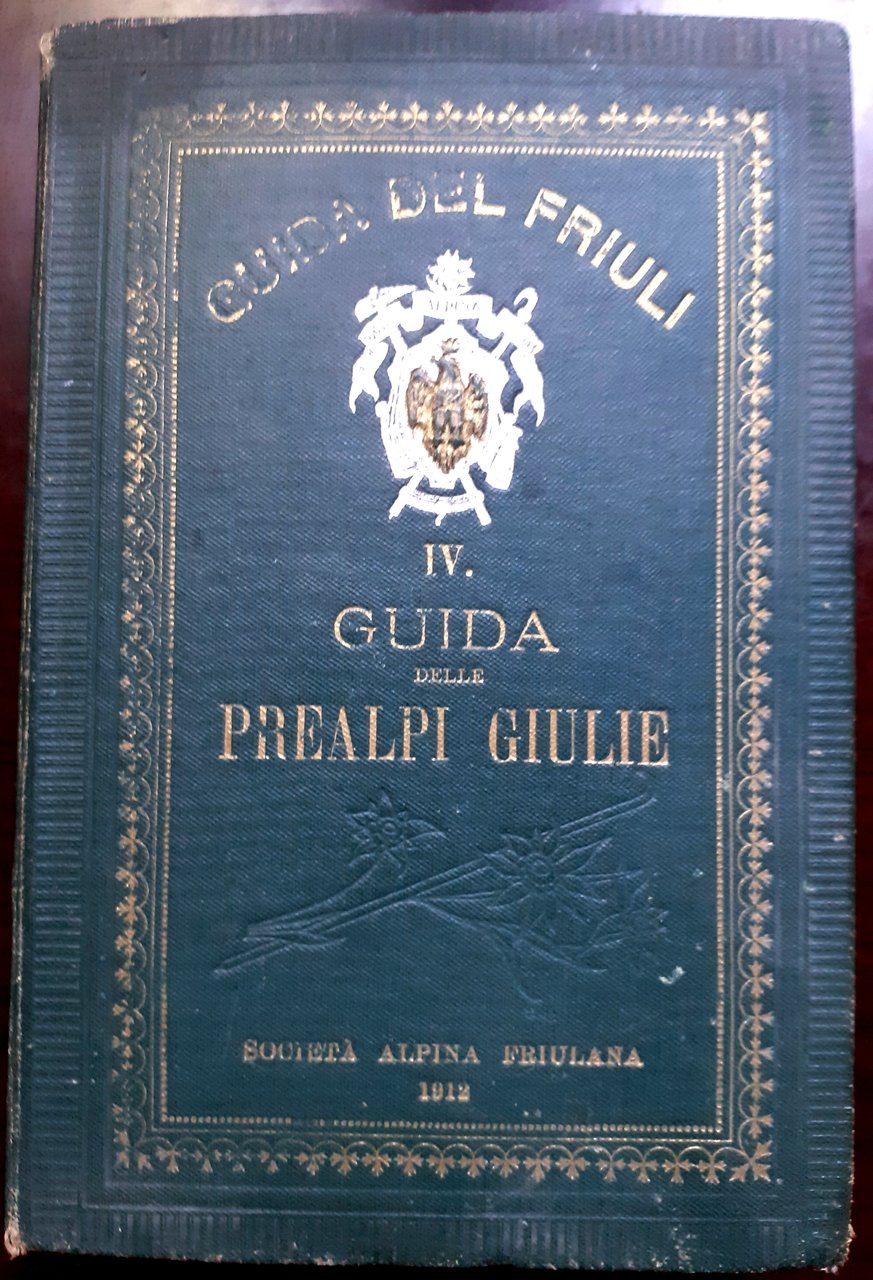 GUIDA DEL FRIULI
IV.
GUIDA
DELLE
PREALPI GIULIE
SOCIETÀ ALPINA FRIULANA
1912